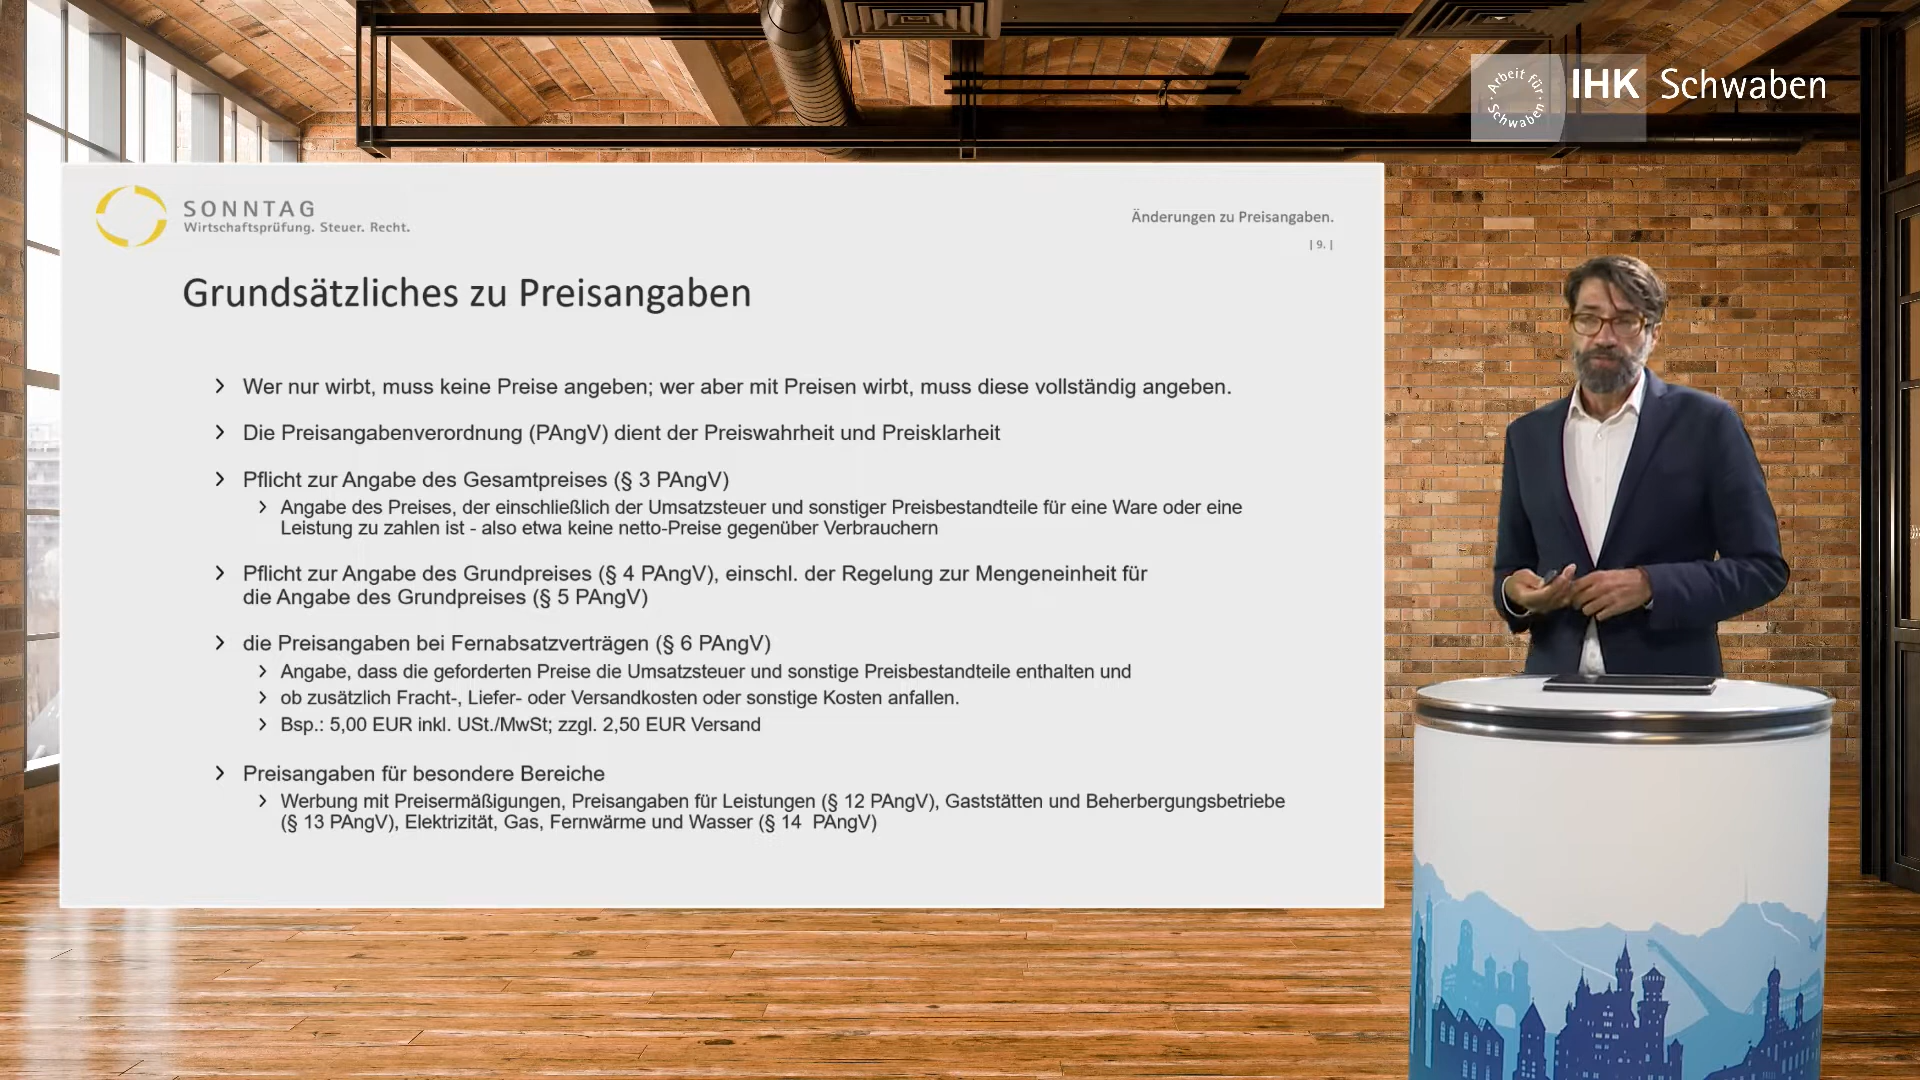 Arbeit für
Schwaben
IHK Schwaben
SONNTAG
Wirtschaftsprüfung. Steuer. Recht.
Änderungen zu Preisangaben.
| 9. |
Grundsätzliches zu Preisangaben
Wer nur wirbt, muss keine Preise angeben; wer aber mit Preisen wirbt, muss diese vollständig angeben.
Die Preisangabenverordnung (PAngV) dient der Preiswahrheit und Preisklarheit
Pflicht zur Angabe des Gesamtpreises (§ 3 PAngV)
Angabe des Preises, der einschließlich der Umsatzsteuer und sonstiger Preisbestandteile für eine Ware oder eine
Leistung zu zahlen ist - also etwa keine netto-Preise gegenüber Verbrauchern
Pflicht zur Angabe des Grundpreises (§ 4 PAngV), einschl. der Regelung zur Mengeneinheit für
die Angabe des Grundpreises (§ 5 PAngV)
die Preisangaben bei Fernabsatzverträgen (§ 6 PAngV)
Angabe, dass die geforderten Preise die Umsatzsteuer und sonstige Preisbestandteile enthalten und
ob zusätzlich Fracht-, Liefer- oder Versandkosten oder sonstige Kosten anfallen.
Bsp.: 5,00 EUR inkl. USt./MwSt; zzgl. 2,50 EUR Versand
Preisangaben für besondere Bereiche
Werbung mit Preisermäßigungen, Preisangaben für Leistungen (§ 12 PAngV), Gaststätten und Beherbergungsbetriebe
(§ 13 PAngV), Elektrizität, Gas, Fernwärme und Wasser (§ 14 PAngV)